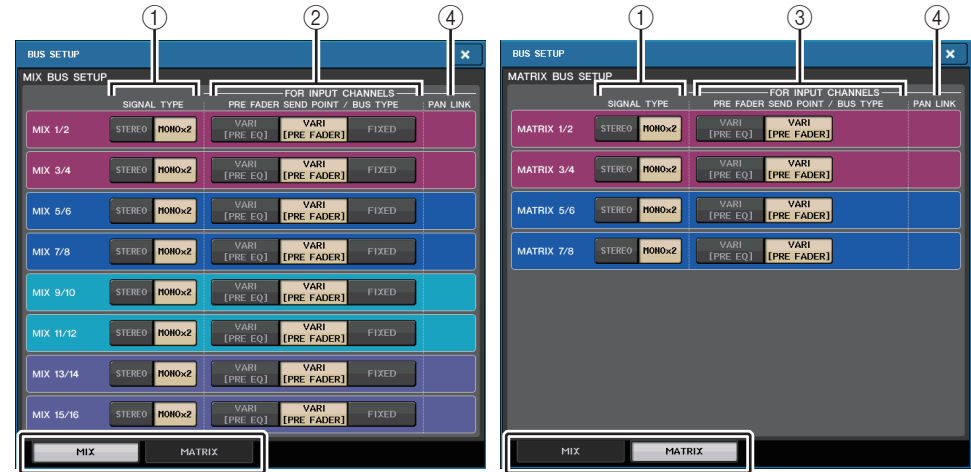 ① ② ④
BUS SETUP ×
MIX BUS SETUP
FOR INPUT CHANNELS
SIGNAL TYPE PRE FADER SEND POINT / BUS TYPE PAN LINK
MIX 1/2 STEREO MONO×2 VARI [PRE EQ] VARI [PRE FADER] FIXED
MIX 3/4 STEREO MONO×2 VARI [PRE EQ] VARI [PRE FADER] FIXED
MIX 5/6 STEREO MONO×2 VARI [PRE EQ] VARI [PRE FADER] FIXED
MIX 7/8 STEREO MONO×2 VARI [PRE EQ] VARI [PRE FADER] FIXED
MIX 9/10 STEREO MONO×2 VARI [PRE EQ] VARI [PRE FADER] FIXED
MIX 11/12 STEREO MONO×2 VARI [PRE EQ] VARI [PRE FADER] FIXED
MIX 13/14 STEREO MONO×2 VARI [PRE EQ] VARI [PRE FADER] FIXED
MIX 15/16 STEREO MONO×2 VARI [PRE EQ] VARI [PRE FADER] FIXED
MIX MATRIX
① ③ ④
BUS SETUP ×
MATRIX BUS SETUP
FOR INPUT CHANNELS
SIGNAL TYPE PRE FADER SEND POINT / BUS TYPE PAN LINK
MATRIX 1/2 STEREO MONO×2 VARI [PRE EQ] VARI [PRE FADER]
MATRIX 3/4 STEREO MONO×2 VARI [PRE EQ] VARI [PRE FADER]
MATRIX 5/6 STEREO MONO×2 VARI [PRE EQ] VARI [PRE FADER]
MATRIX 7/8 STEREO MONO×2 VARI [PRE EQ] VARI [PRE FADER]
MIX MATRIX